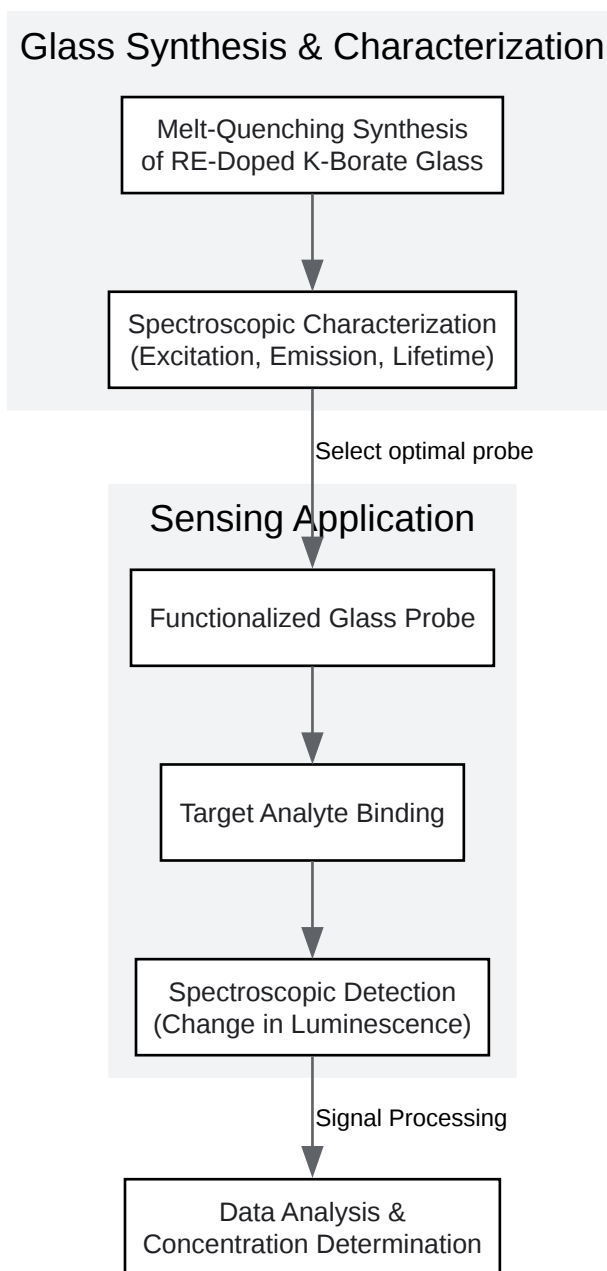 Glass Synthesis & Characterization
Melt-Quenching Synthesis
of RE-Doped K-Borate Glass
Spectroscopic Characterization
(Excitation, Emission, Lifetime)
Select optimal probe
Sensing Application
Functionalized Glass Probe
Target Analyte Binding
Spectroscopic Detection
(Change in Luminescence)
Signal Processing
Data Analysis &
Concentration Determination